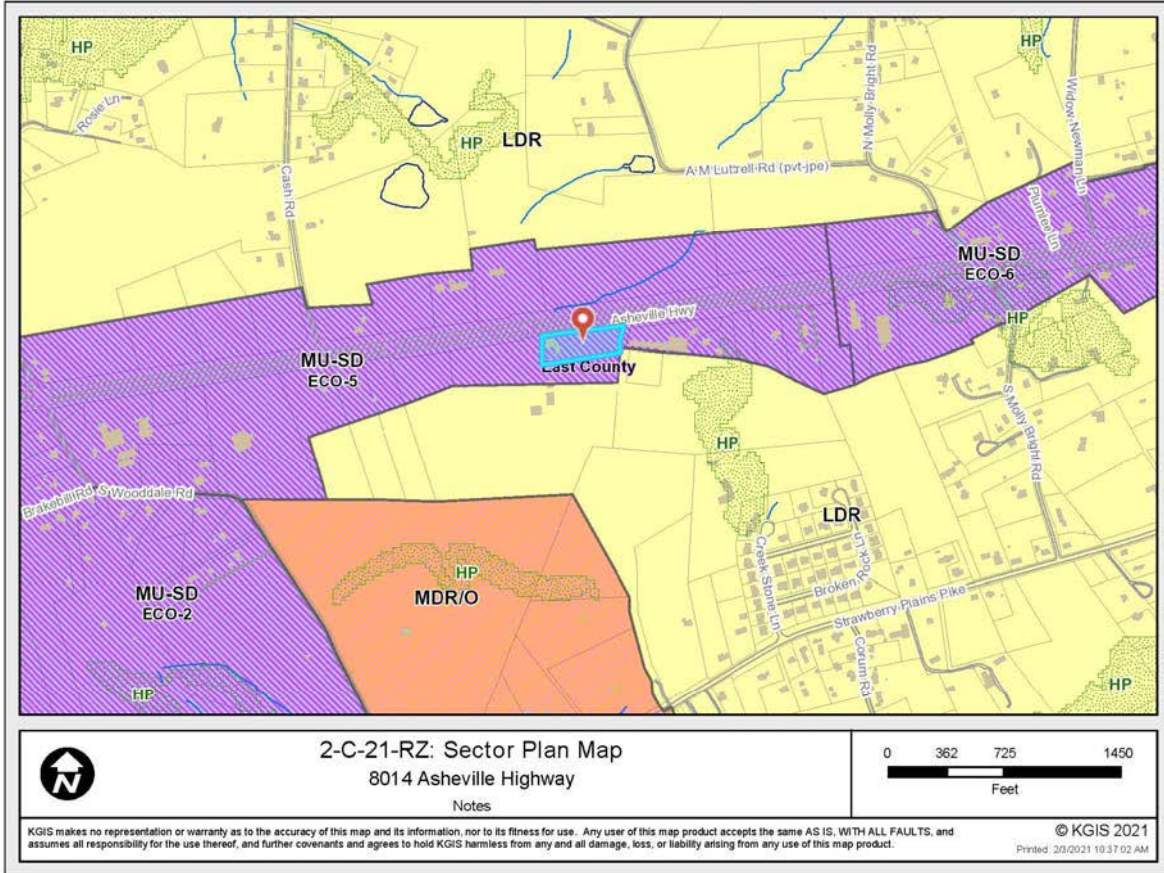 HP
HP
Rosie Ln
Cash Rd
HP
LDR
N Molly Bright Rd
Widow Newman Ln
A M Luttrell Rd (pvt-jpe)
Plumlee Ln
MU-SD
ECO-6
Asheville Hwy
HP
MU-SD
ECO-5
East County
HP
S Molly Bright Rd
Brakebill Rd
S Wooddale Rd
LDR
HP
MDR/O
Creek Stone Ln
Broken Rock Ln
Strawberry Plains Pike
MU-SD
ECO-2
Corum Rd
HP
HP
N
2-C-21-RZ: Sector Plan Map
8014 Asheville Highway
Notes
0 362 725 1450
Feet
KGIS makes no representation or warranty as to the accuracy of this map and its information, nor to its fitness for use. Any user of this map product accepts the same AS IS, WITH ALL FAULTS, and
assumes all responsibility for the use thereof, and further covenants and agrees to hold KGIS harmless from any and all damage, loss, or liability arising from any use of this map product.
© KGIS 2021
Printed: 2/3/2021 10:37:02 AM